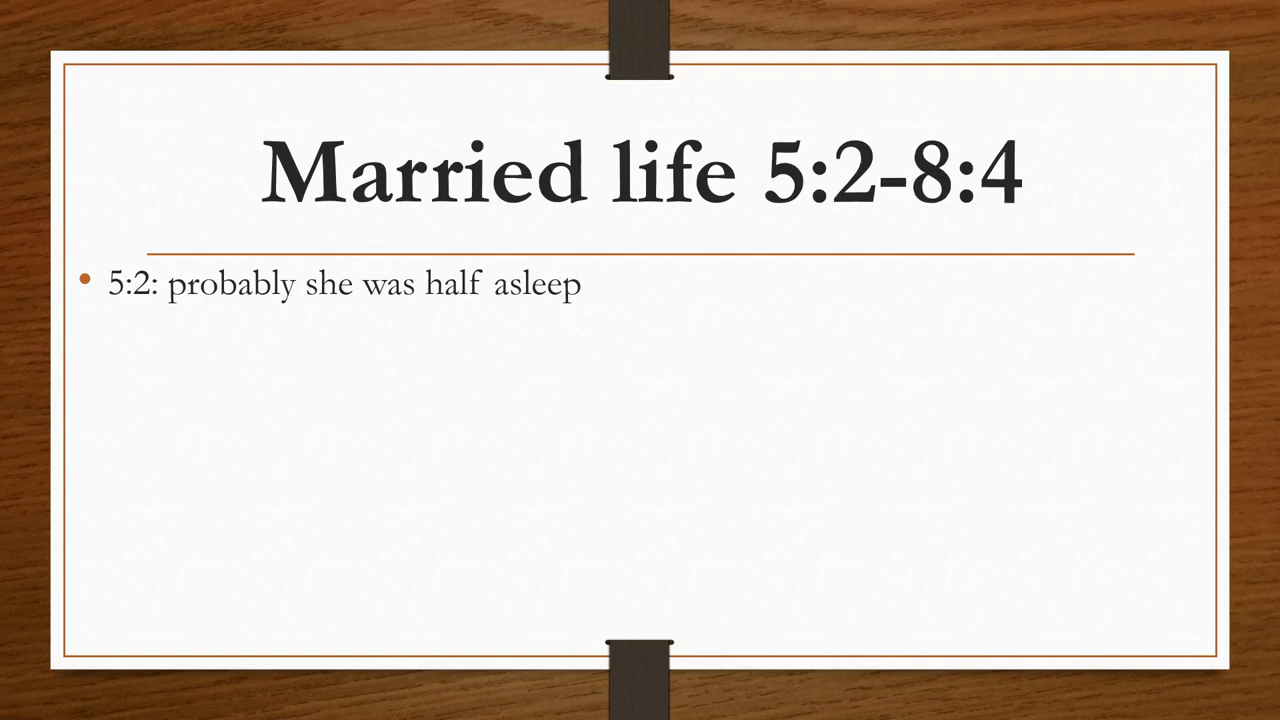 Married life 5:2-8:4
• 5:2: probably she was half asleep